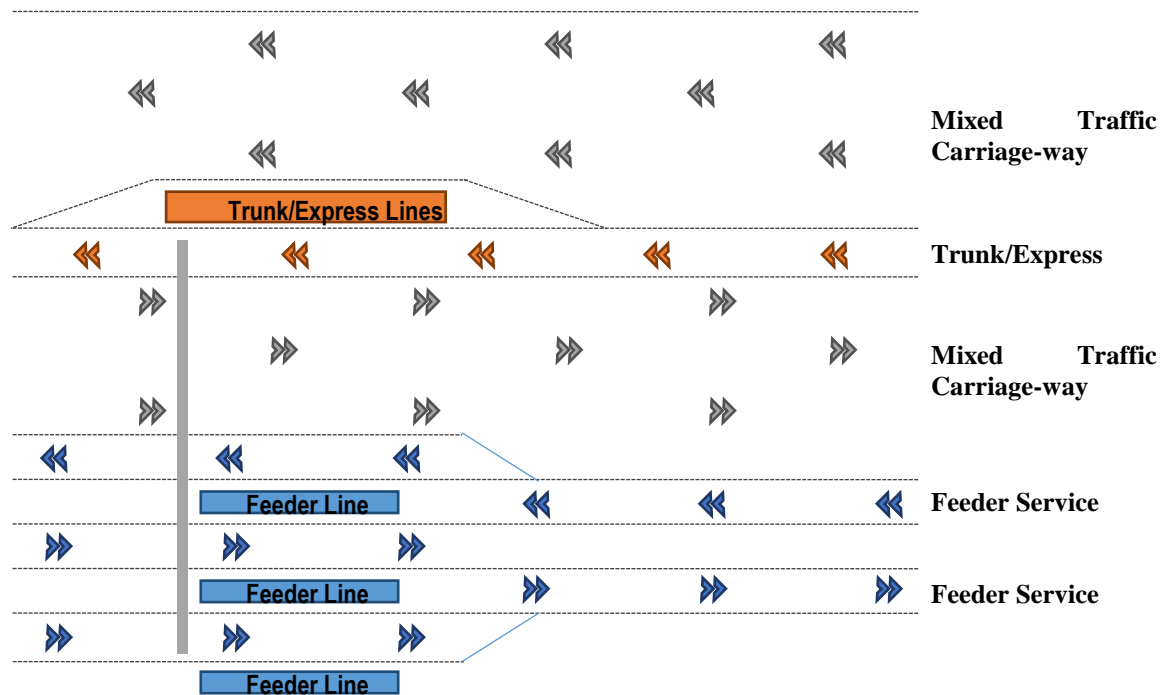 Mixed Traffic
Carriage-way
Trunk/Express Lines
Trunk/Express
Mixed Traffic
Carriage-way
Feeder Line
Feeder Service
Feeder Line
Feeder Service
Feeder Line